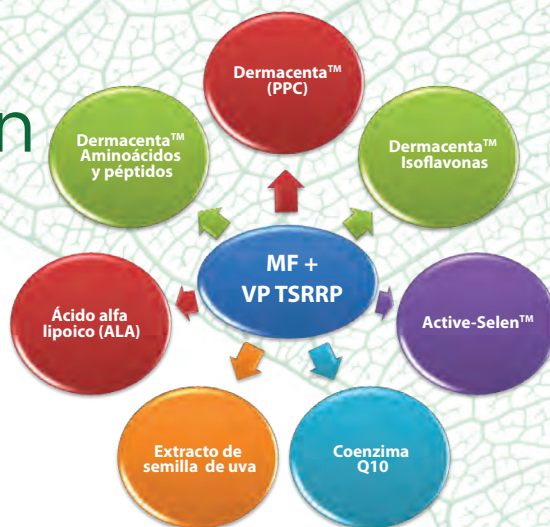 n
Dermacenta™
(PPC)
Dermacenta™
Aminoácidos
y péptidos
Dermacenta™
Isoflavonas
MF +
VP TSRRP
Ácido alfa
lipoico (ALA)
Active-Selen™
Extracto de
semilla de uva
Coenzima
Q10